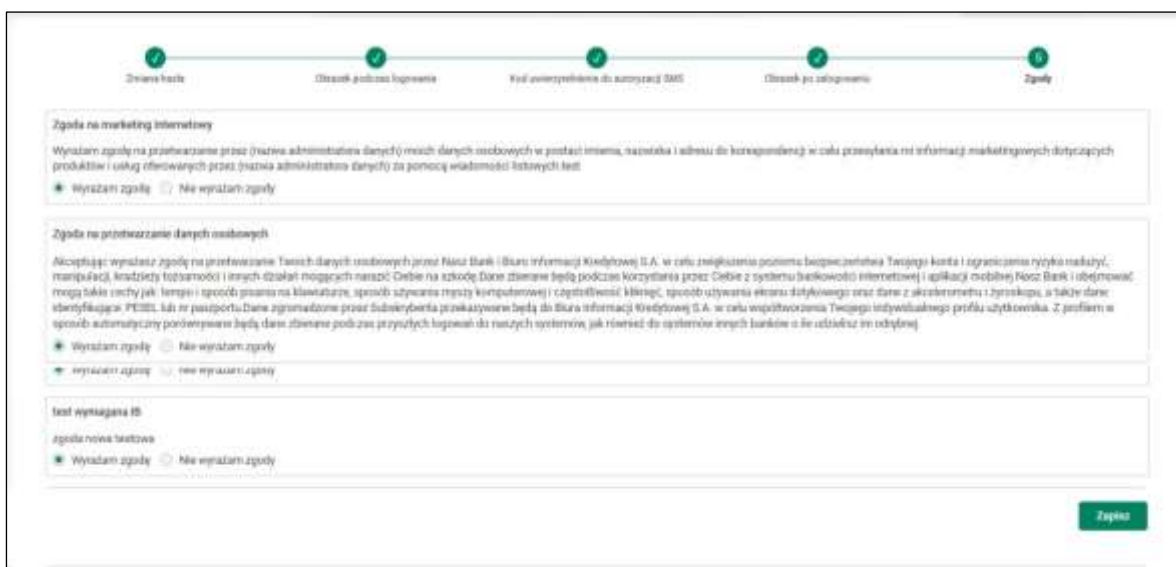 Zmiana hasła
Obrazek podczas logowania
Kod uwierzytelnienia do autoryzacji SMS
Obrazek po zalogowaniu
5
Zgody
Zgoda na marketing internetowy
Wyrażam zgodę na przetwarzanie przez (nazwa administratora danych) moich danych osobowych w postaci imienia, nazwiska i adresu do korespondencji w celu przesyłania mi informacji marketingowych dotyczących
produktów i usług oferowanych przez (nazwa administratora danych) za pomocą wiadomości listowych test
Wyrażam zgodę Nie wyrażam zgody
Zgoda na przetwarzanie danych osobowych
Akceptując wyrażasz zgodę na przetwarzanie Twoich danych osobowych przez Nasz Bank i Biuro Informacji Kredytowej S.A. w celu zwiększenia poziomu bezpieczeństwa Twojego konta i ograniczenia ryzyka nadużyć,
manipulacji, kradzieży tożsamości i innych działań mogących narazić Ciebie na szkodę Dane zbierane będą podczas korzystania przez Ciebie z systemu bankowości internetowej i aplikacji mobilnej Nasz Bank i obejmować
mogą takie cechy jak: tempo i sposób pisania na klawiaturze, sposób używania myszy komputerowej i częstotliwość kliknięć, sposób używania ekranu dotykowego oraz dane z akcelerometru i żyroskopu, a także dane
identyfikujące: PESEL lub nr paszportu.Dane zgromadzone przez Subskrybenta przekazywane będą do Biura Informacji Kredytowej S.A. w celu współtworzenia Twojego indywidualnego profilu użytkownika. Z profilem w
sposób automatyczny porównywane będą dane zbierane podczas przyszłych logowań do naszych systemów, jak również do systemów innych banków o ile udzielisz im odrębnej
Wyrażam zgodę Nie wyrażam zgody
Wyrażam zgodę Nie wyrażam zgody
test wymagana IB
zgoda nowa testowa
Wyrażam zgodę Nie wyrażam zgody
Zapisz